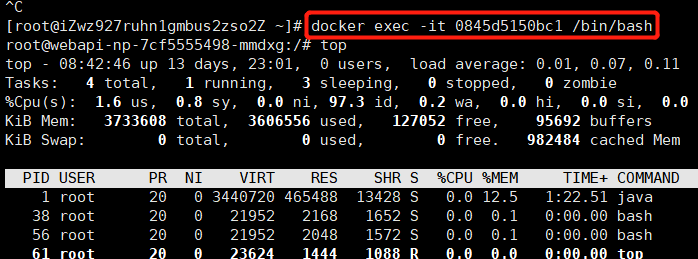 ^C
[root@iZwz927ruhn1gmbus2zso2Z ~]# docker exec -it 0845d5150bc1 /bin/bash
root@webapi-np-7cf5555498-mmdxg:/# top
top - 08:42:46 up 13 days, 23:01,  0 users,  load average: 0.01, 0.07, 0.11
Tasks:   4 total,   1 running,   3 sleeping,   0 stopped,   0 zombie
%Cpu(s):  1.6 us,  0.8 sy,  0.0 ni, 97.3 id,  0.2 wa,  0.0 hi,  0.0 si,  0.0
KiB Mem:   3733608 total,  3606556 used,   127052 free,    95692 buffers
KiB Swap:        0 total,        0 used,        0 free.   982484 cached Mem
PID USER      PR  NI    VIRT    RES    SHR S  %CPU %MEM     TIME+ COMMAND
1 root      20   0 3440720 465488  13428 S   0.0 12.5   1:22.51 java
38 root      20   0   21952   2168   1652 S   0.0  0.1   0:00.00 bash
56 root      20   0   21952   2048   1572 S   0.0  0.1   0:00.00 bash
61 root      20   0   23624   1444   1088 R   0.0  0.0   0:00.00 top